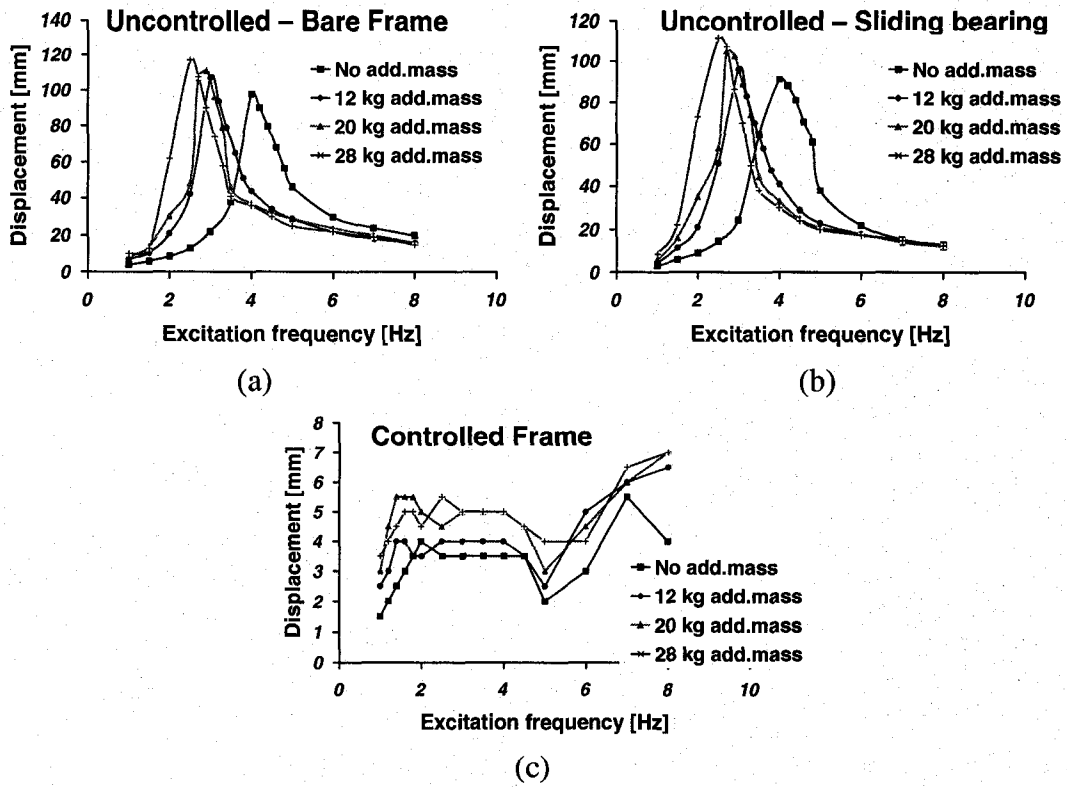 Uncontrolled – Bare Frame
Displacement [mm]
140
120
100
80
60
40
20
0
No add.mass
12 kg add.mass
20 kg add.mass
28 kg add.mass
0 2 4 6 8 10
Excitation frequency [Hz]
(a)
Uncontrolled – Sliding bearing
Displacement [mm]
120
100
80
60
40
20
0
No add.mass
12 kg add.mass
20 kg add.mass
28 kg add.mass
0 2 4 6 8 10
Excitation frequency [Hz]
(b)
Controlled Frame
Displacement [mm]
8
7
6
5
4
3
2
1
0
No add.mass
12 kg add.mass
20 kg add.mass
28 kg add.mass
0 2 4 6 8 10
Excitation frequency [Hz]
(c)